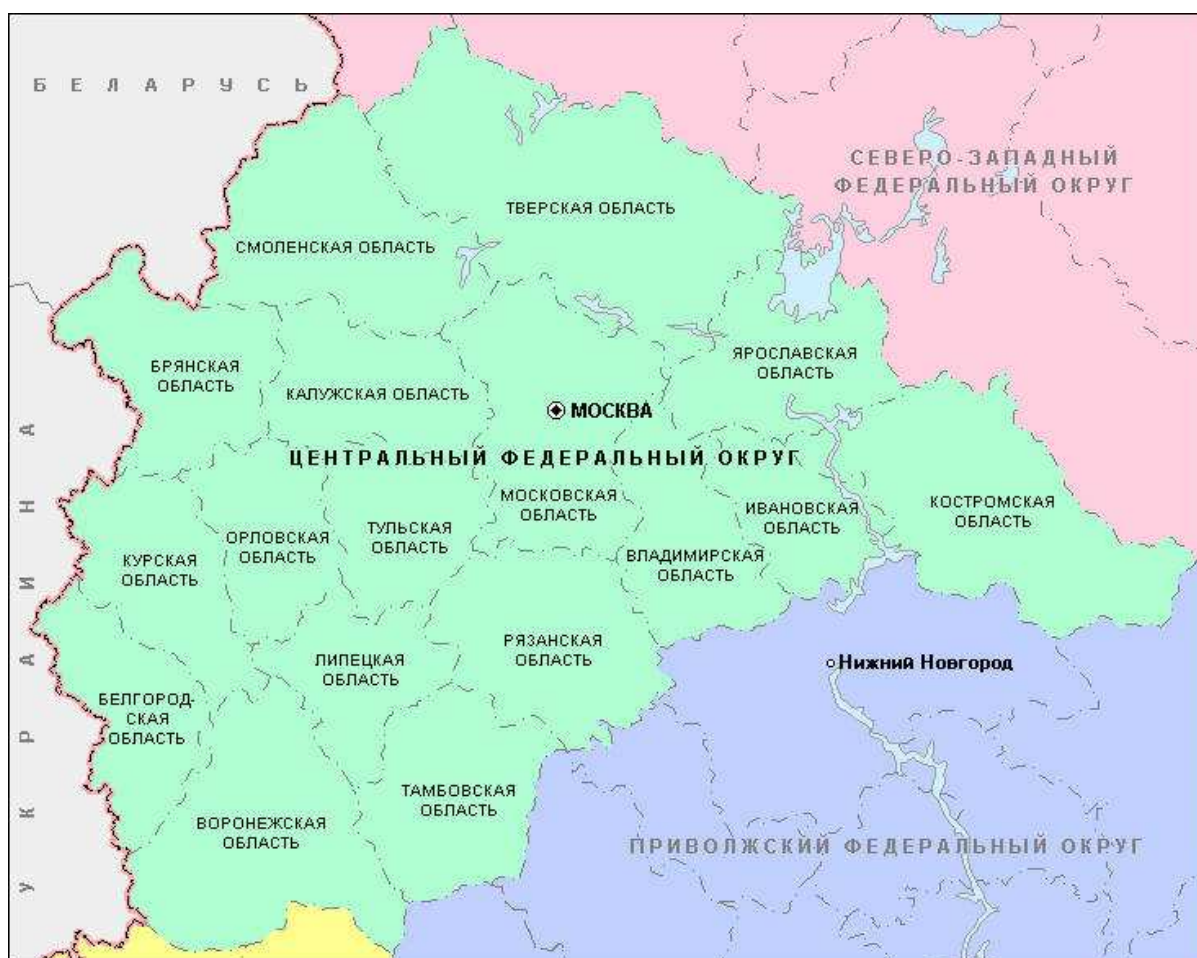 БЕЛАРУСЬ
СЕВЕРО-ЗАПАДНЫЙ
ФЕДЕРАЛЬНЫЙ ОКРУГ
ТВЕРСКАЯ ОБЛАСТЬ
СМОЛЕНСКАЯ ОБЛАСТЬ
ЯРОСЛАВСКАЯ
ОБЛАСТЬ
БРЯНСКАЯ
ОБЛАСТЬ
КАЛУЖСКАЯ ОБЛАСТЬ
МОСКВА
ЦЕНТРАЛЬНЫЙ ФЕДЕРАЛЬНЫЙ ОКРУГ
МОСКОВСКАЯ
ОБЛАСТЬ
ИВАНОВСКАЯ
ОБЛАСТЬ
КОСТРОМСКАЯ
ОБЛАСТЬ
ТУЛЬСКАЯ
ОБЛАСТЬ
ОРЛОВСКАЯ
ОБЛАСТЬ
КУРСКАЯ
ОБЛАСТЬ
ВЛАДИМИРСКАЯ
ОБЛАСТЬ
РЯЗАНСКАЯ
ОБЛАСТЬ
ЛИПЕЦКАЯ
ОБЛАСТЬ
Нижний Новгород
БЕЛГОРОД-
СКАЯ
ОБЛАСТЬ
ТАМБОВСКАЯ
ОБЛАСТЬ
ВОРОНЕЖСКАЯ
ОБЛАСТЬ
ПРИВОЛЖСКИЙ ФЕДЕРАЛЬНЫЙ ОКРУГ
УКРАИНА